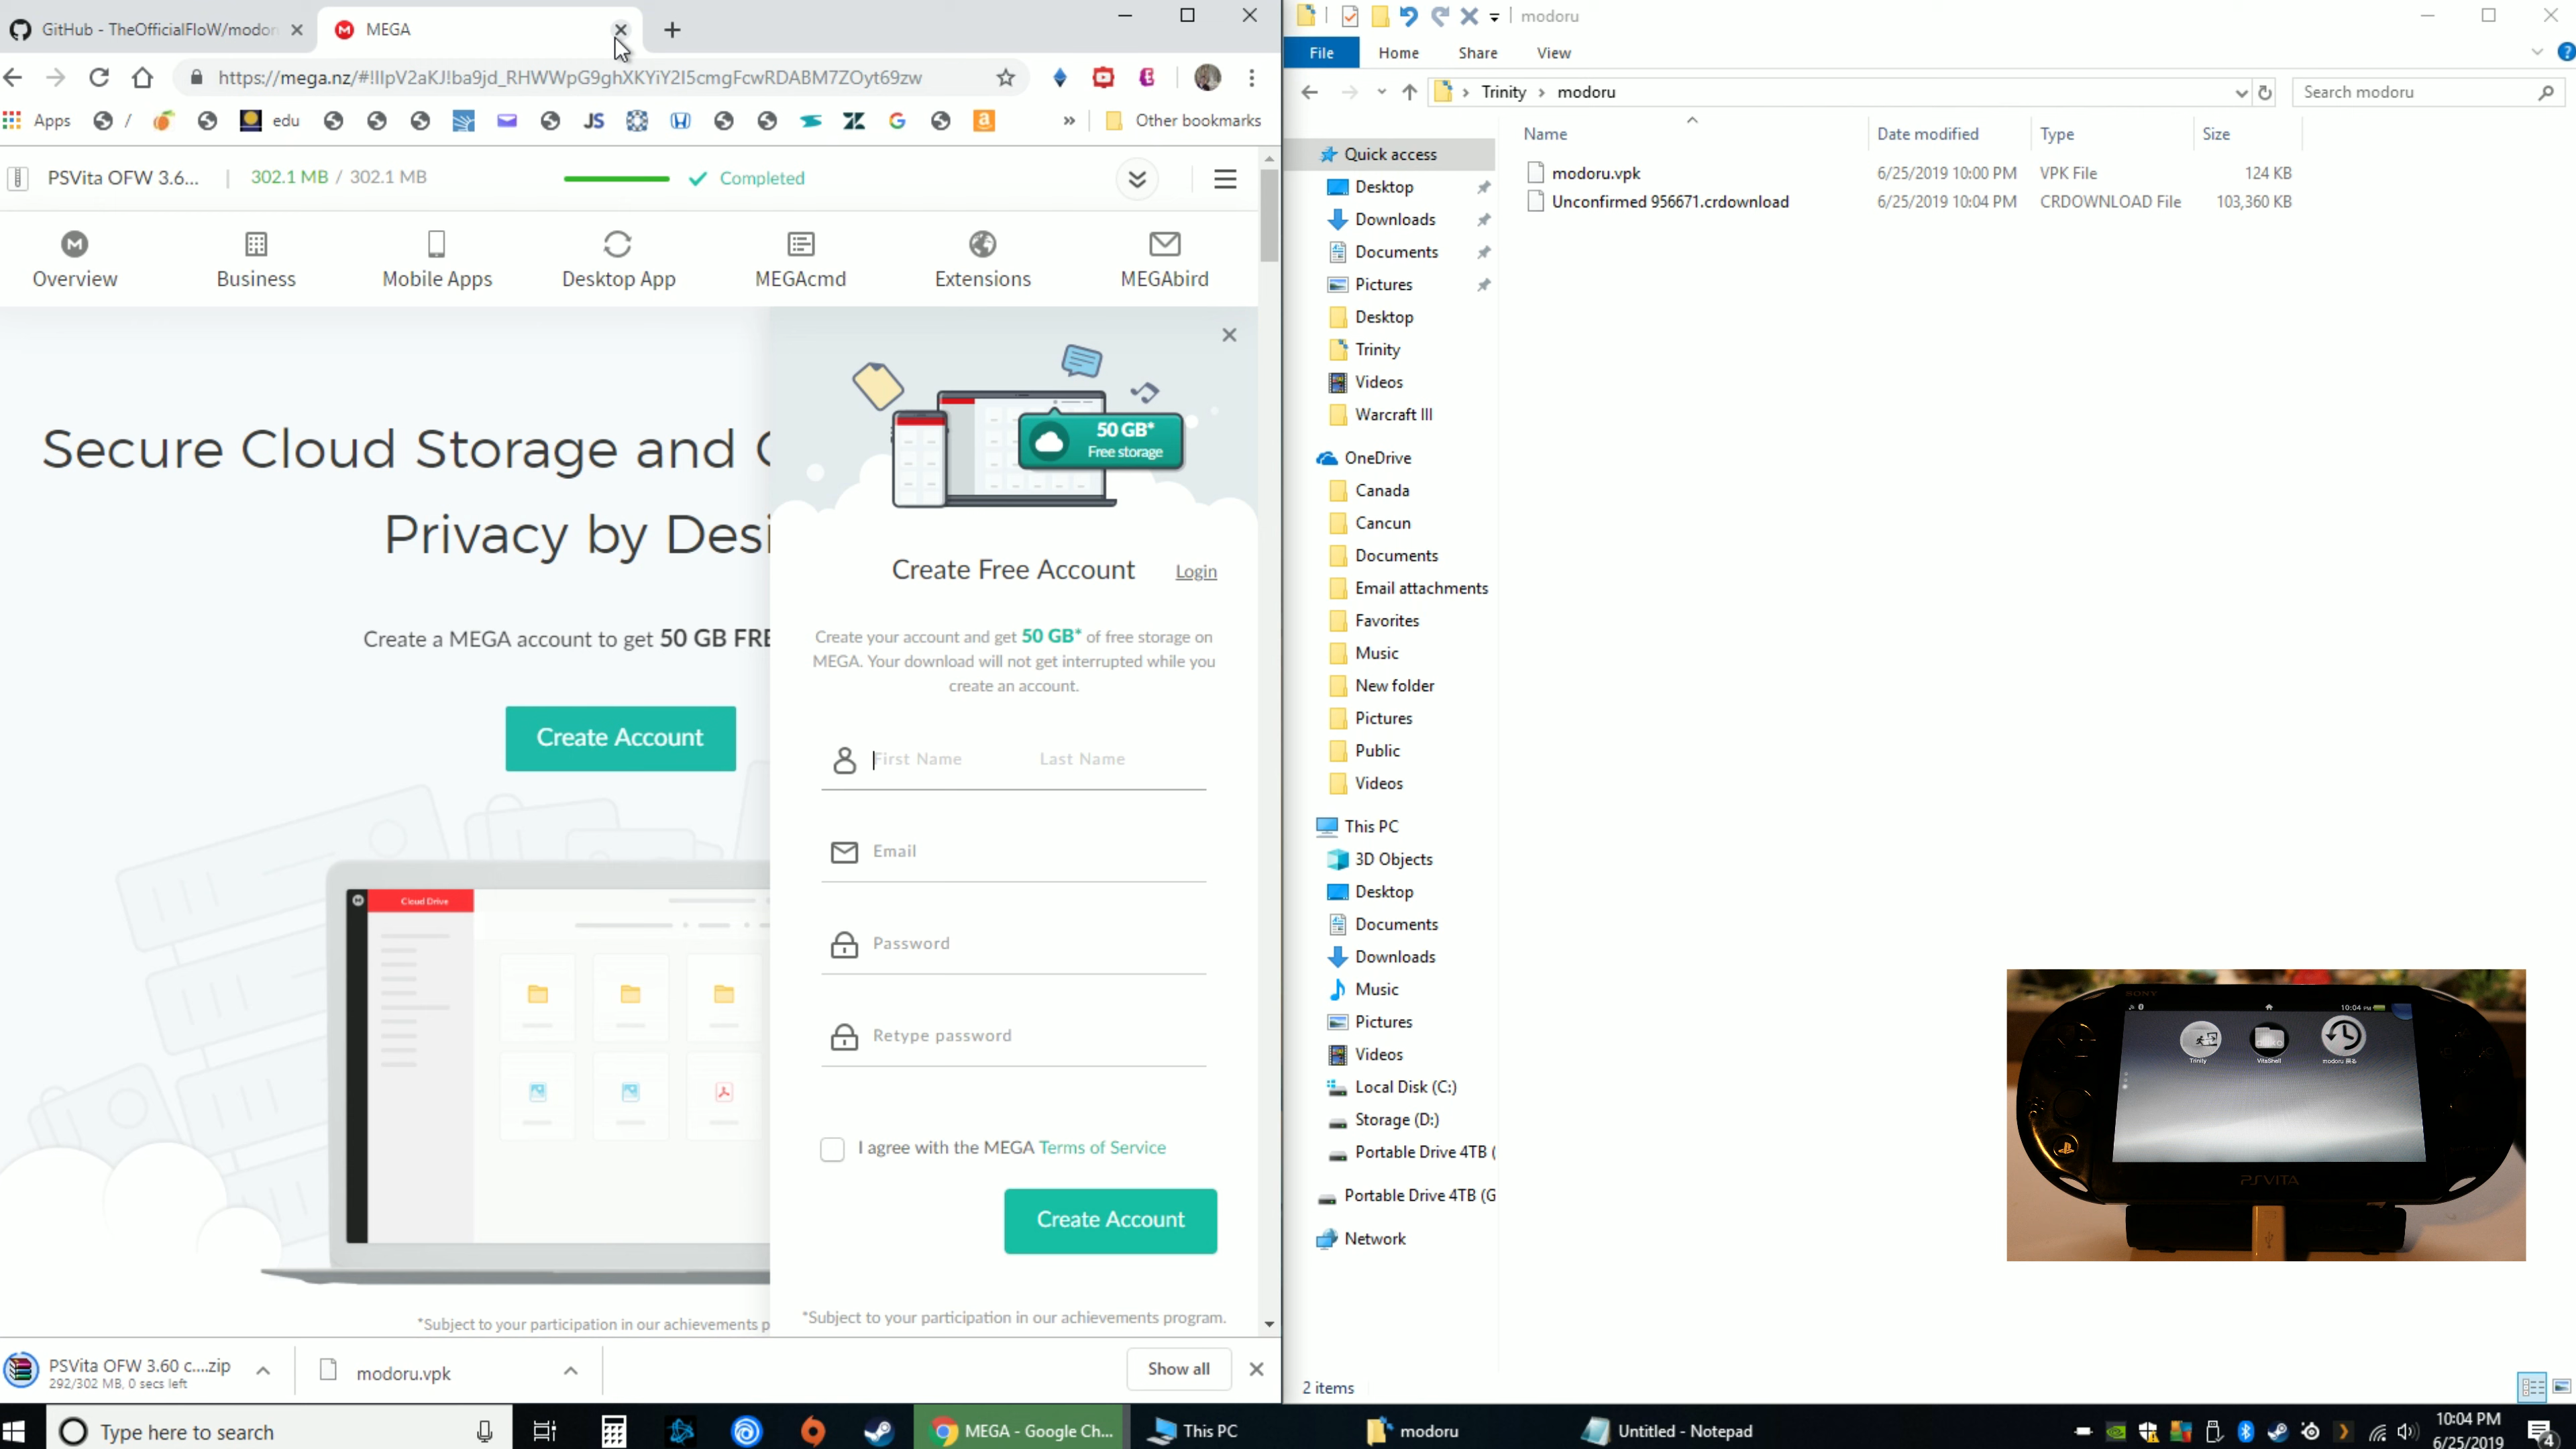 GitHub - TheOfficialFloW/modor
MEGA
https://mega.nz/#!IIpV2aKJ!ba9jd_RHWWpG9ghXKYiY2I5cmgFcwRDABM7ZOyt69zw
Apps
/
edu
JS
Other bookmarks
PSVita OFW 3.6...
302.1 MB / 302.1 MB
Completed
Overview
Business
Mobile Apps
Desktop App
MEGAcmd
Extensions
MEGAbird
Secure Cloud Storage and
Privacy by Desi
Create a MEGA account to get 50 GB FRE
Create Account
Cloud Drive
*Subject to your participation in our achievements p
50 GB*
Free storage
Create Free Account
Login
Create your account and get 50 GB* of free storage on
MEGA. Your download will not get interrupted while you
create an account.
First Name
Last Name
Email
Password
Retype password
I agree with the MEGA Terms of Service
Create Account
*Subject to your participation in our achievements program.
PSVita OFW 3.60 c....zip
292/302 MB, 0 secs left
modoru.vpk
Show all
modoru
File
Home
Share
View
Trinity
modoru
Search modoru
Name
Date modified
Type
Size
modoru.vpk
6/25/2019 10:00 PM
VPK File
124 KB
Unconfirmed 956671.crdownload
6/25/2019 10:04 PM
CRDOWNLOAD File
103,360 KB
Quick access
Desktop
Downloads
Documents
Pictures
Desktop
Trinity
Videos
Warcraft III
OneDrive
Canada
Cancun
Documents
Email attachments
Favorites
Music
New folder
Pictures
Public
Videos
This PC
3D Objects
Desktop
Documents
Downloads
Music
Pictures
Videos
Local Disk (C:)
Storage (D:)
Portable Drive 4TB (
Portable Drive 4TB (G
Network
SONY
10:04 PM
Trinity
VitaShell
modoru 戻る
PSVITA
2 items
Type here to search
MEGA - Google Ch...
This PC
modoru
Untitled - Notepad
10:04 PM
6/25/2019
4